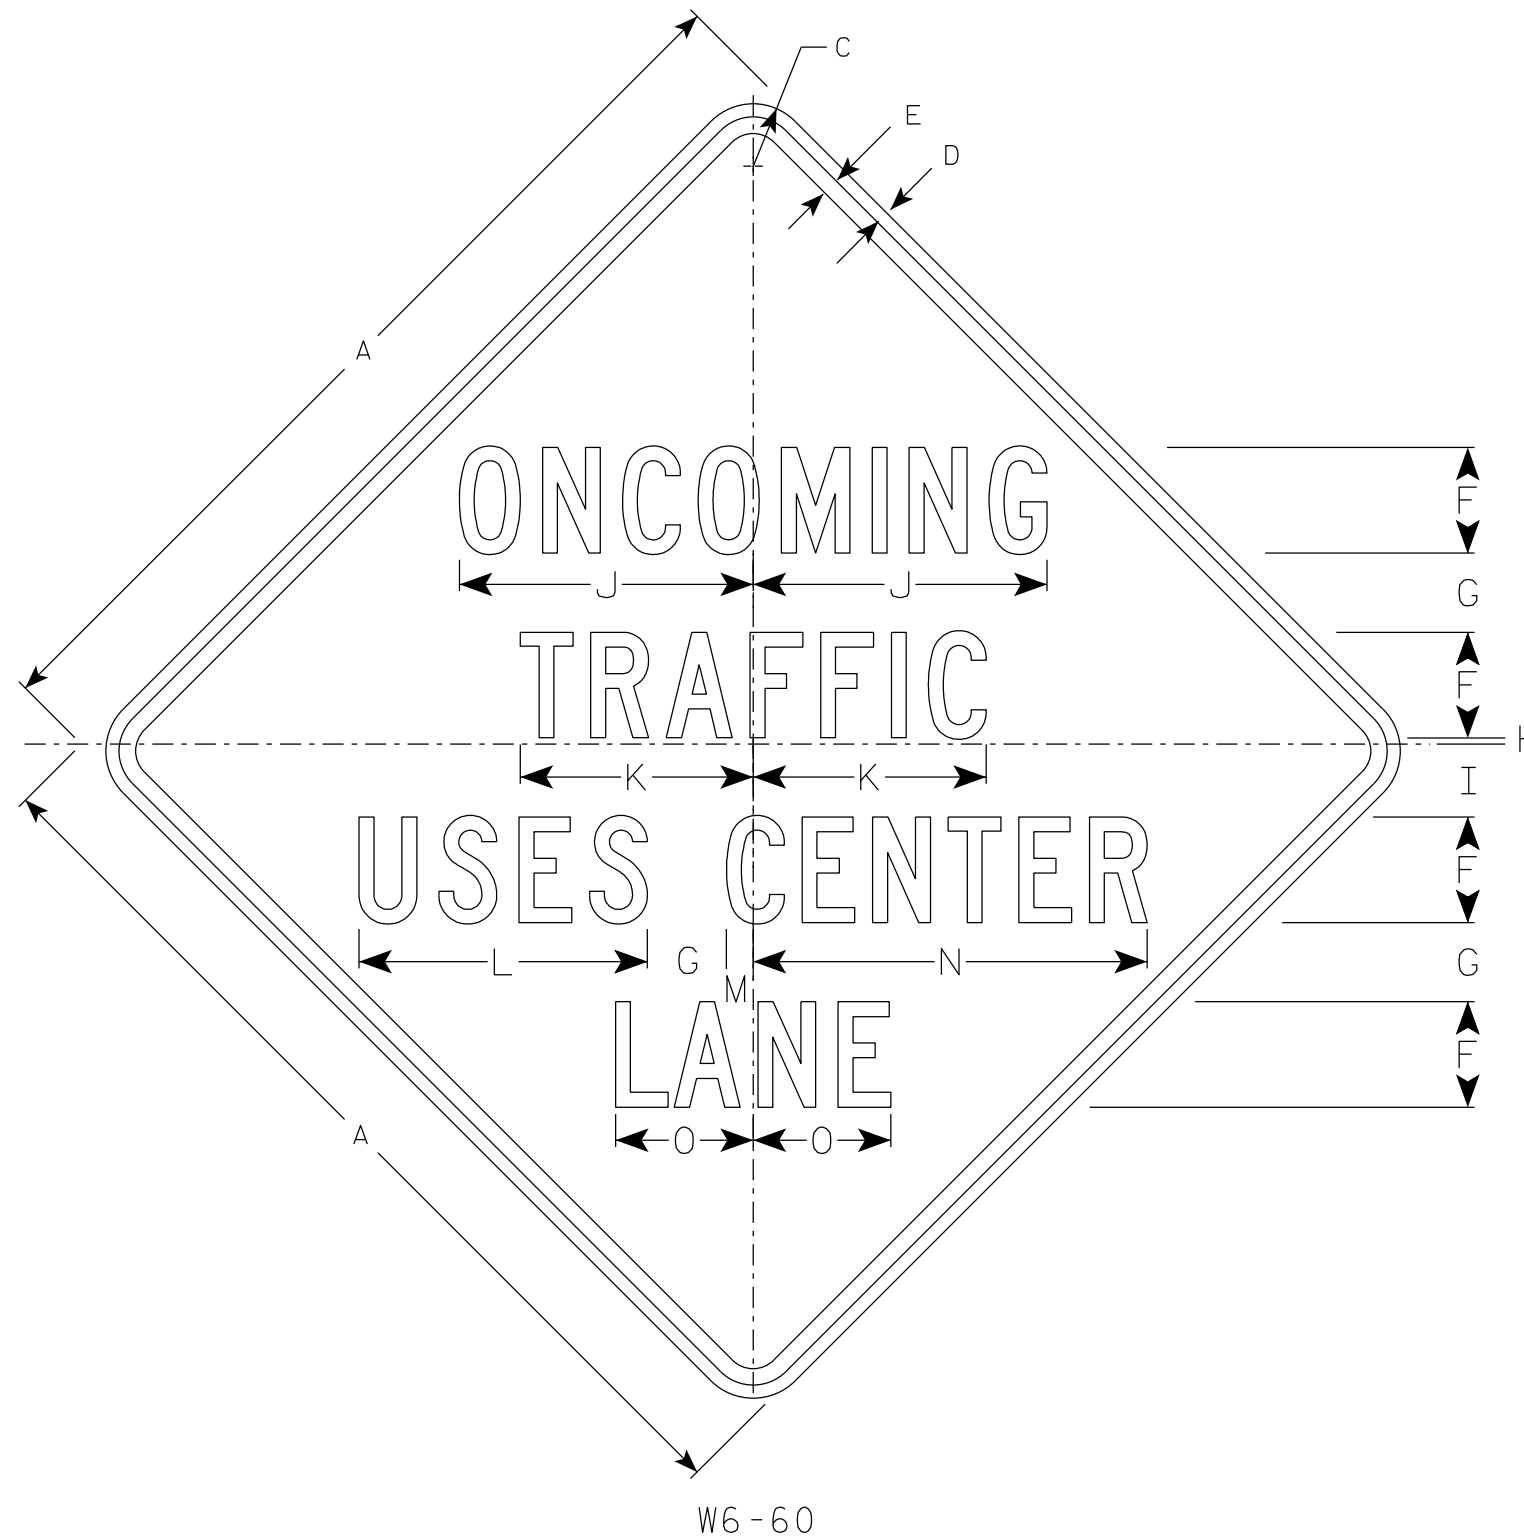 C
E
D
A
ONCOMING
F
J J
G
TRAFFIC
F
H
K K
I
USES CENTER
F
L G M N
G
LANE
F
O O
A
W6-60